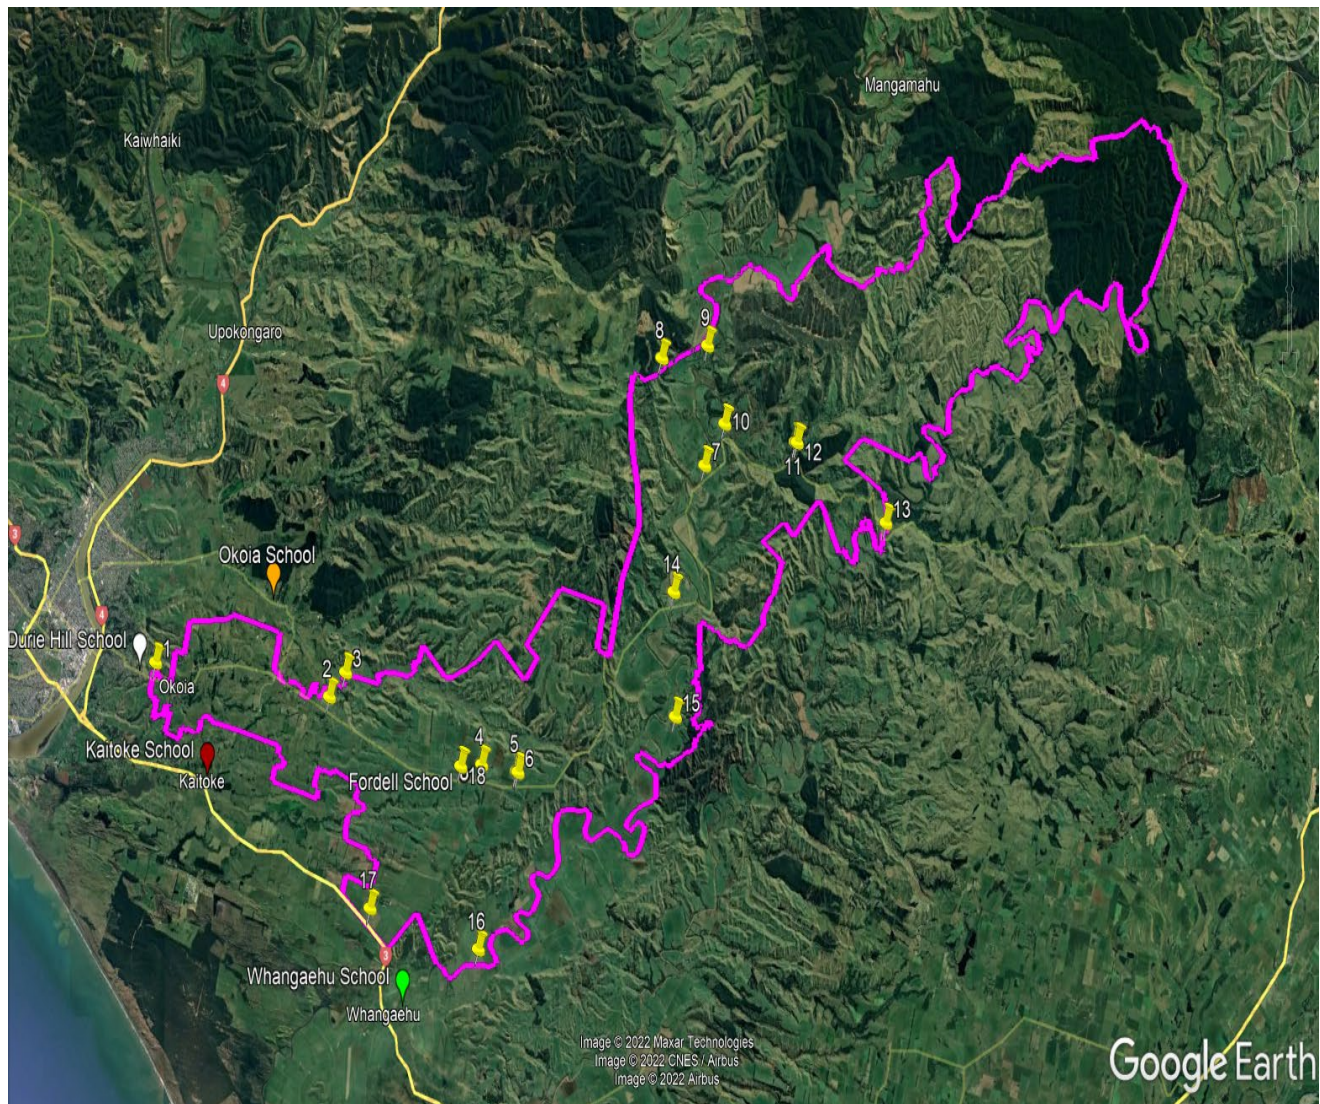 Mangamahu
Kaiwhaiki
Upokongaro
4
9
8
10
7
12
11
3
13
Okoia School
14
4
Durie Hill School
1
3
2
Okoia
15
Kaitoke School
4
5
Kaitoke
6
Fordell School
18
17
16
3
Whangaehu School
Whangaehu
Image © 2022 Maxar Technologies
Image © 2022 CNES / Airbus
Image © 2022 Airbus
Google Earth